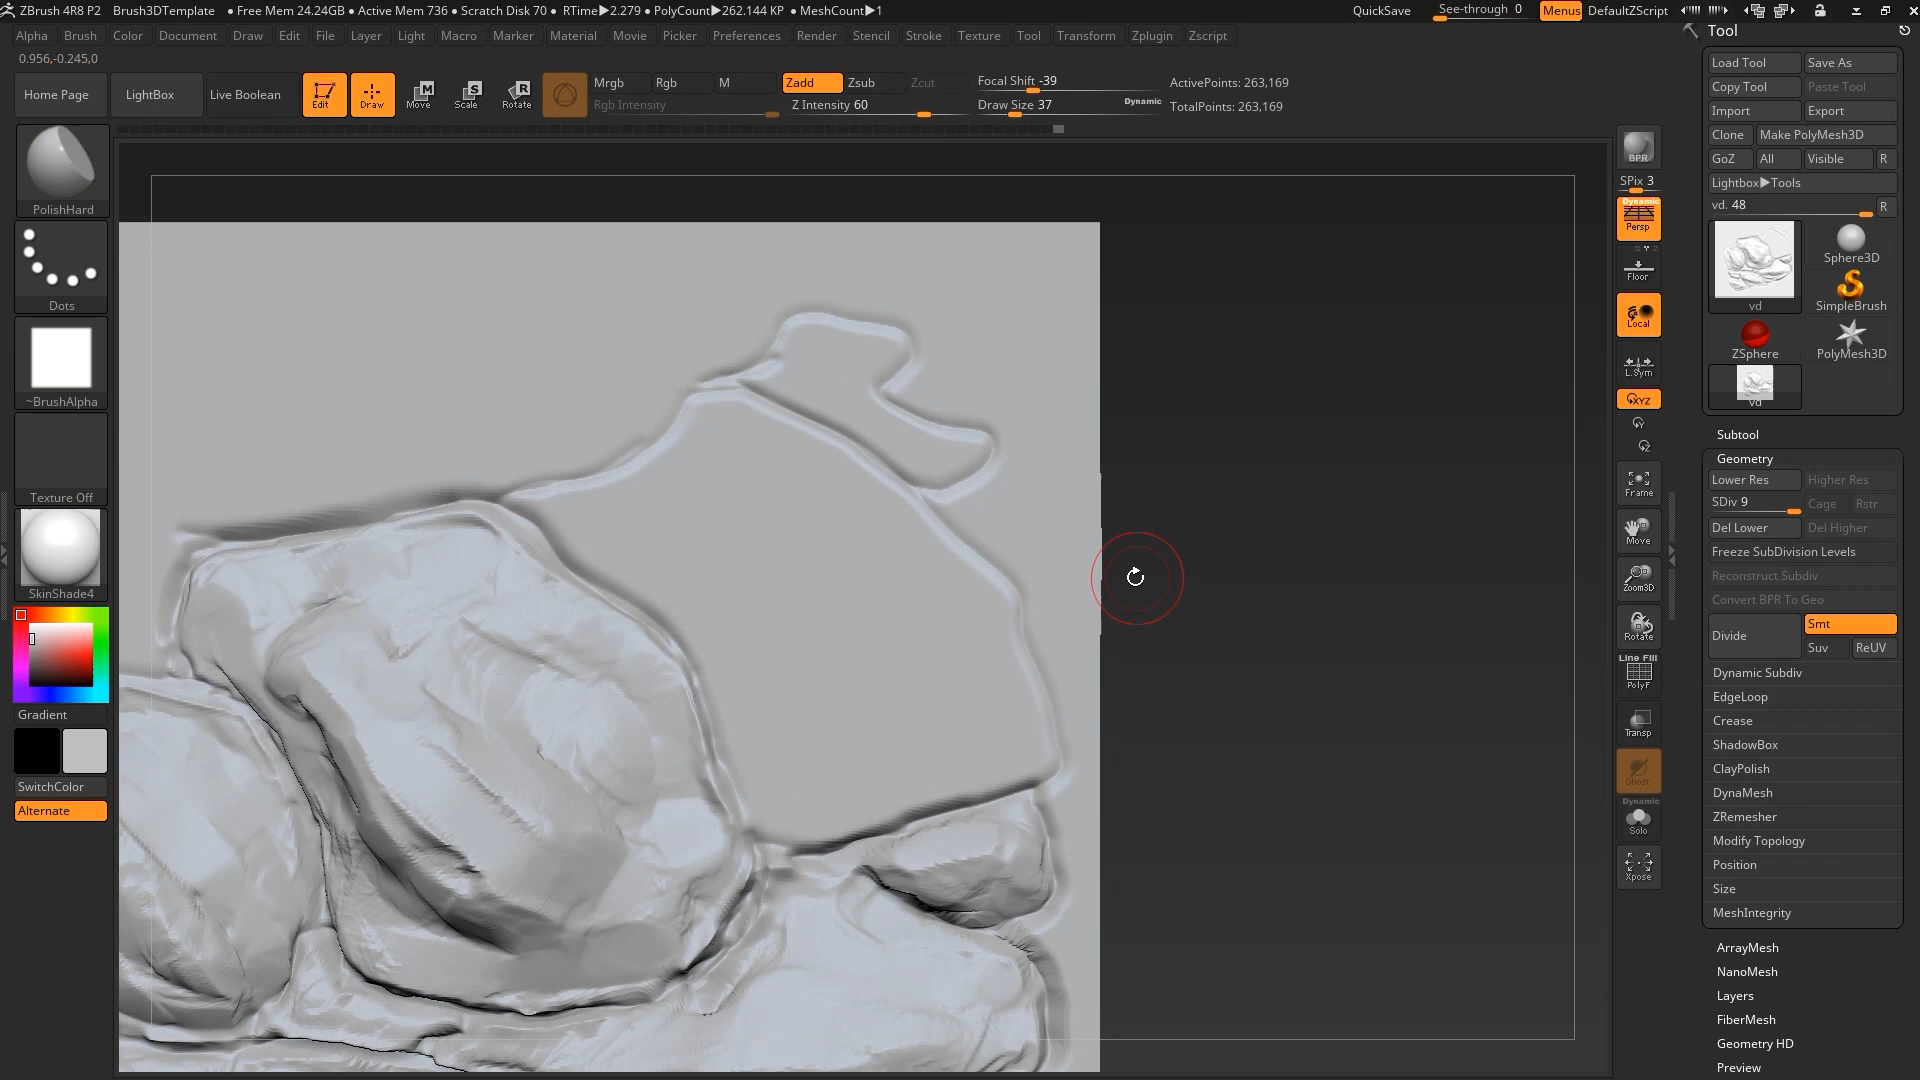 ZBrush 4R8 P2 Brush3DTemplate ● Free Mem 24.24GB ● Active Mem 736 ● Scratch Disk 70 ● RTime▶2.279 ● PolyCount▶262.144 KP ● MeshCount▶1 QuickSave See-through 0 Menus DefaultZScript
Alpha Brush Color Document Draw Edit File Layer Light Macro Marker Material Movie Picker Preferences Render Stencil Stroke Texture Tool Transform Zplugin Zscript
0.956,-0.245,0
Home Page LightBox Live Boolean Edit Draw Move Scale Rotate
Mrgb Rgb M
Rgb Intensity
Zadd Zsub Zcut
Z Intensity 60
Focal Shift -39
Draw Size 37 Dynamic
ActivePoints: 263,169
TotalPoints: 263,169
PolishHard
Dots
~BrushAlpha
Texture Off
SkinShade4
Gradient
SwitchColor
Alternate
BPR
SPix 3
Dynamic
Persp
Floor
Local
L.Sym
XYZ
Y
Z
Frame
Move
Zoom3D
Rotate
Line Fill
PolyF
Transp
Ghost
Dynamic
Solo
Xpose
Tool
Load Tool Save As
Copy Tool Paste Tool
Import Export
Clone Make PolyMesh3D
GoZ All Visible R
Lightbox▶Tools
vd. 48 R
vd
Sphere3D
SimpleBrush
ZSphere PolyMesh3D
vd
Subtool
Geometry
Lower Res Higher Res
SDiv 9 Cage Rstr
Del Lower Del Higher
Freeze SubDivision Levels
Reconstruct Subdiv
Convert BPR To Geo
Divide Smt
Suv ReUV
Dynamic Subdiv
EdgeLoop
Crease
ShadowBox
ClayPolish
DynaMesh
ZRemesher
Modify Topology
Position
Size
MeshIntegrity
ArrayMesh
NanoMesh
Layers
FiberMesh
Geometry HD
Preview